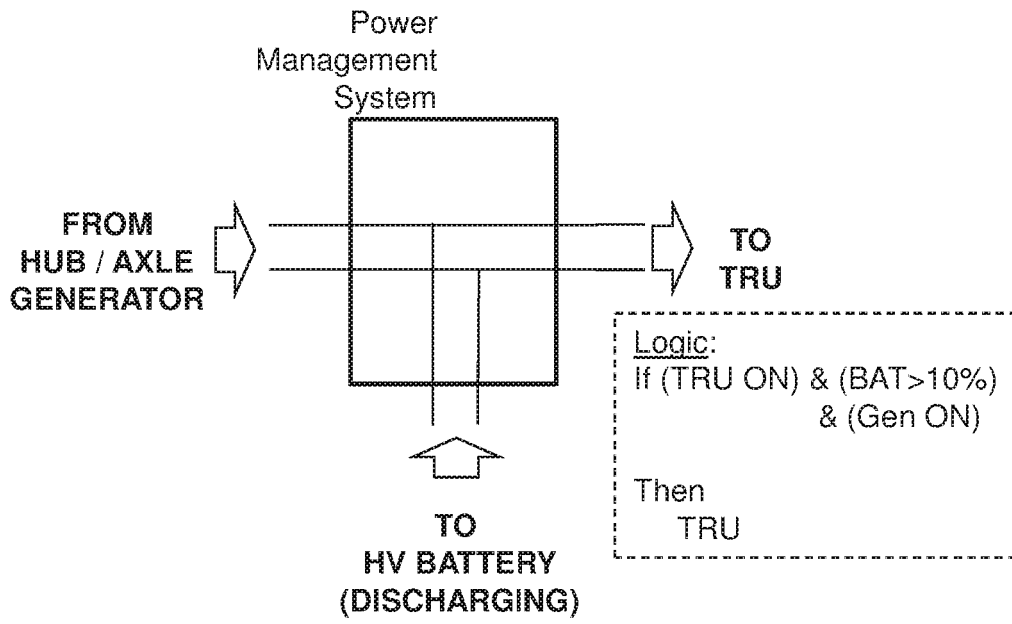 Power
Management
System
FROM
HUB / AXLE
GENERATOR
TO
TRU
Logic:
If (TRU ON) & (BAT>10%)
& (Gen ON)
Then
TRU
TO
HV BATTERY
(DISCHARGING)